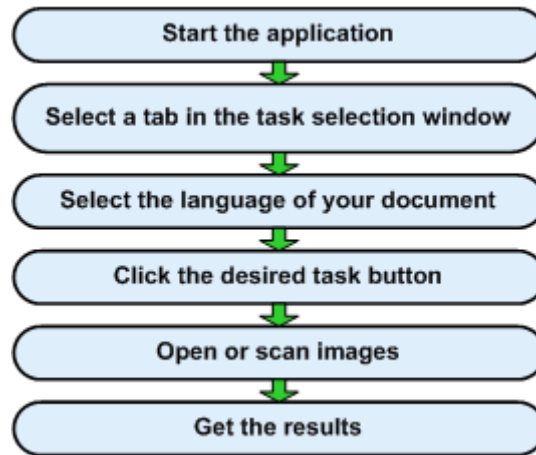 Start the application
Select a tab in the task selection window
Select the language of your document
Click the desired task button
Open or scan images
Get the results